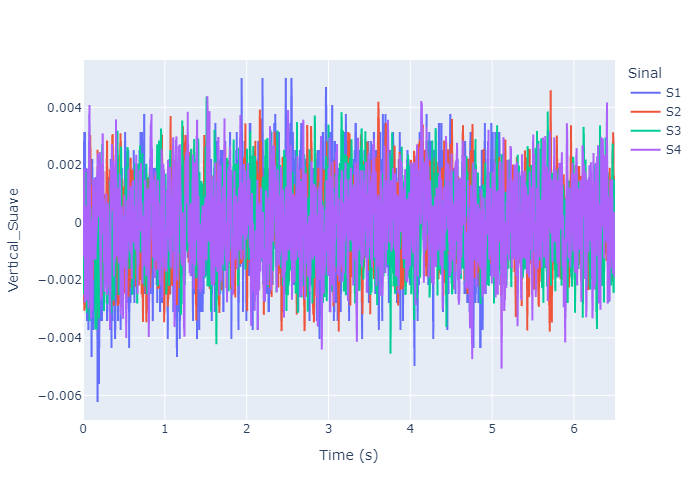 Sinal
S1
S2
S3
S4
0.004
0.002
0
−0.002
−0.004
−0.006
Vertical_Suave
0 1 2 3 4 5 6
Time (s)